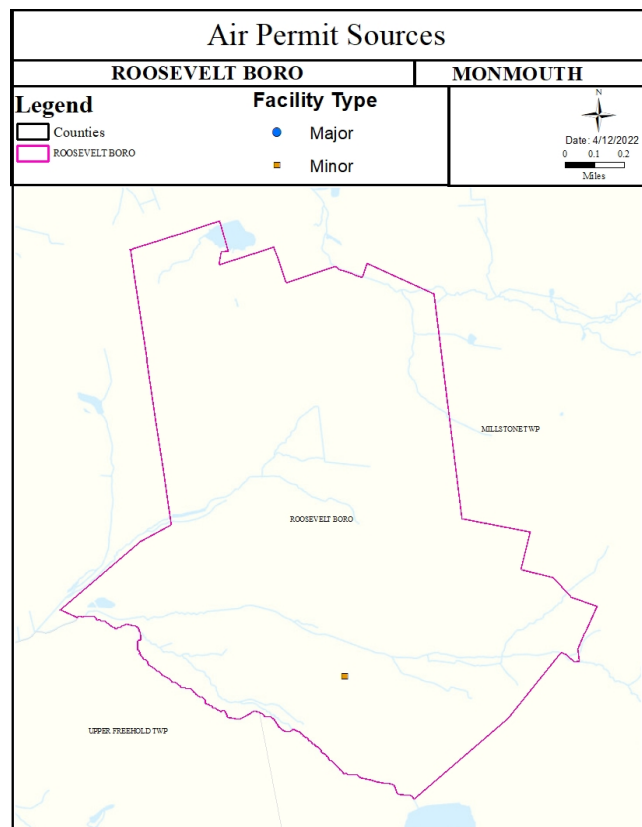 Air Permit Sources
ROOSEVELT BORO
MONMOUTH
Legend
Counties
ROOSEVELT BORO
Facility Type
Major
Minor
N
Date: 4/12/2022
0 0.1 0.2
Miles
MILLSTONE TWP
ROOSEVELT BORO
UPPER FREEHOLD TWP